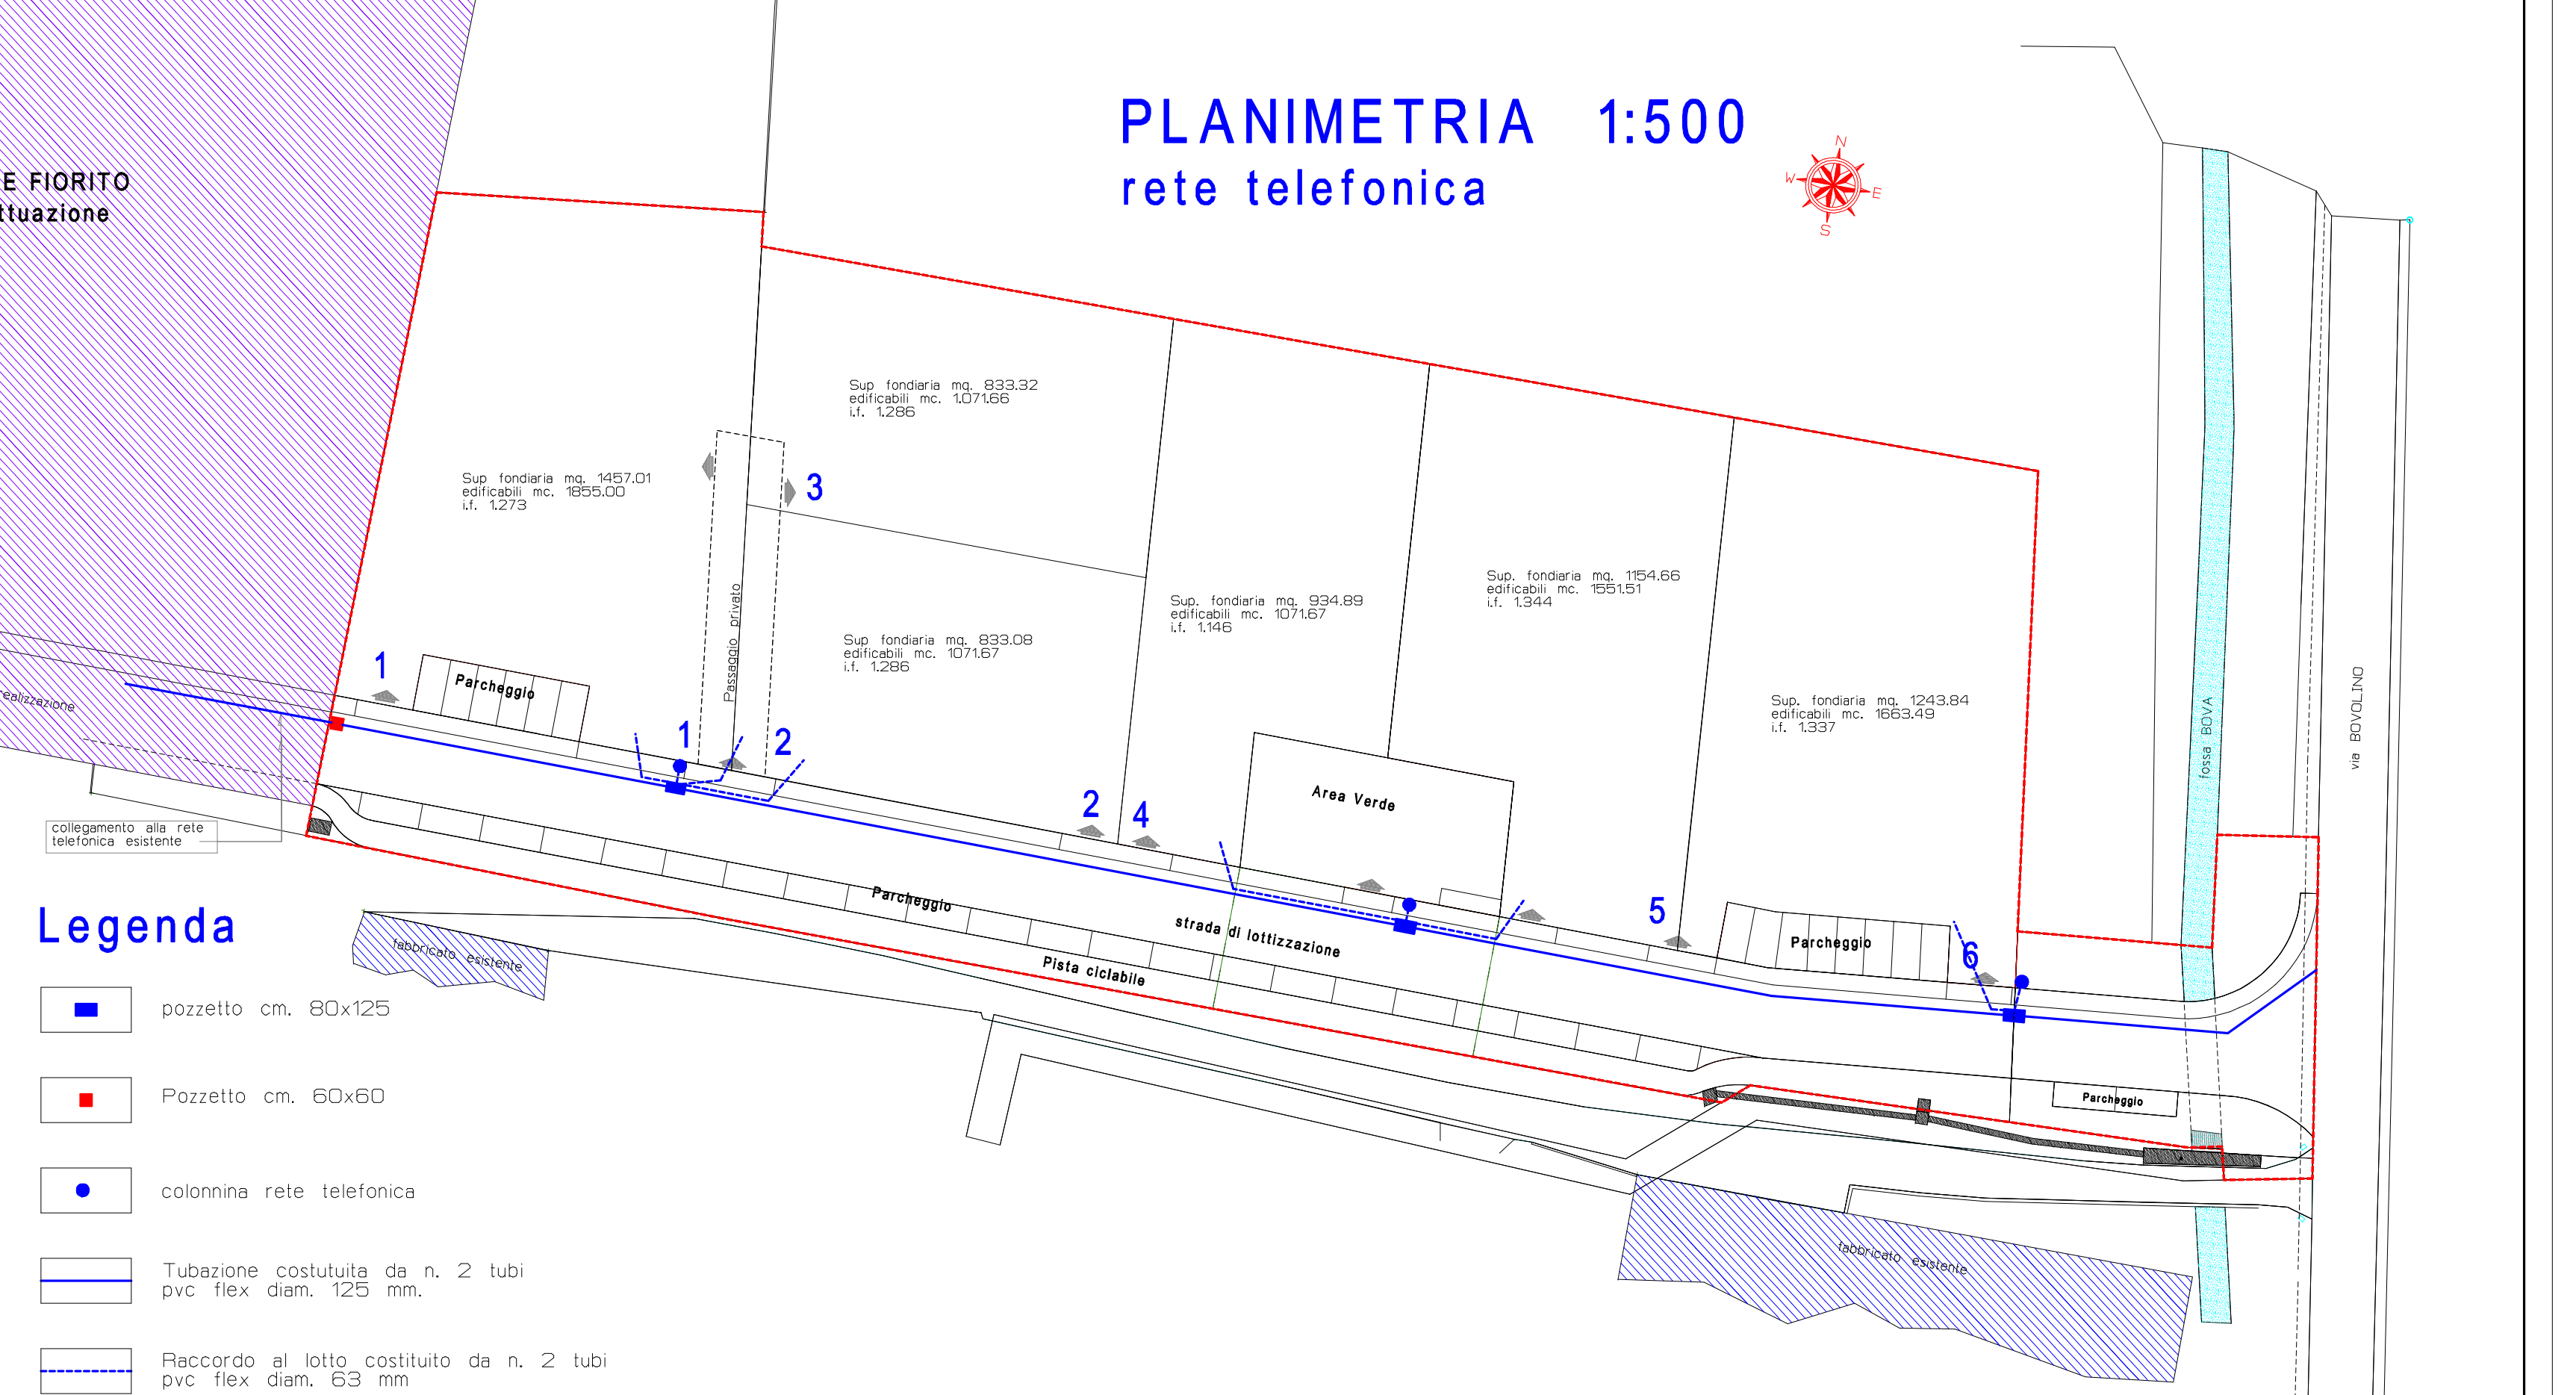 PLANIMETRIA 1:500
rete telefonica
N
W
E
S
E FIORITO
ttuazione
Sup fondiaria mq. 833.32
edificabili mc. 1.071.66
i.f. 1.286
Sup fondiaria mq. 1457.01
edificabili mc. 1855.00
i.f. 1.273
3
Passaggio privato
Sup fondiaria mq. 833.08
edificabili mc. 1071.67
i.f. 1.286
Sup. fondiaria mq. 934.89
edificabili mc. 1071.67
i.f. 1.146
Sup. fondiaria mq. 1154.66
edificabili mc. 1551.51
i.f. 1.344
Sup. fondiaria mq. 1243.84
edificabili mc. 1663.49
i.f. 1.337
fossa BOVA
via BOVOLINO
1
Parcheggio
ealizzazione
1
2
Area Verde
2
4
5
6
Parcheggio
collegamento alla rete
telefonica esistente
Parcheggio
strada di lottizzazione
Pista ciclabile
Parcheggio
fabbricato esistente
fabbricato esistente
Legenda
pozzetto cm. 80x125
Pozzetto cm. 60x60
colonnina rete telefonica
Tubazione costutuita da n. 2 tubi
pvc flex diam. 125 mm.
Raccordo al lotto costituito da n. 2 tubi
pvc flex diam. 63 mm